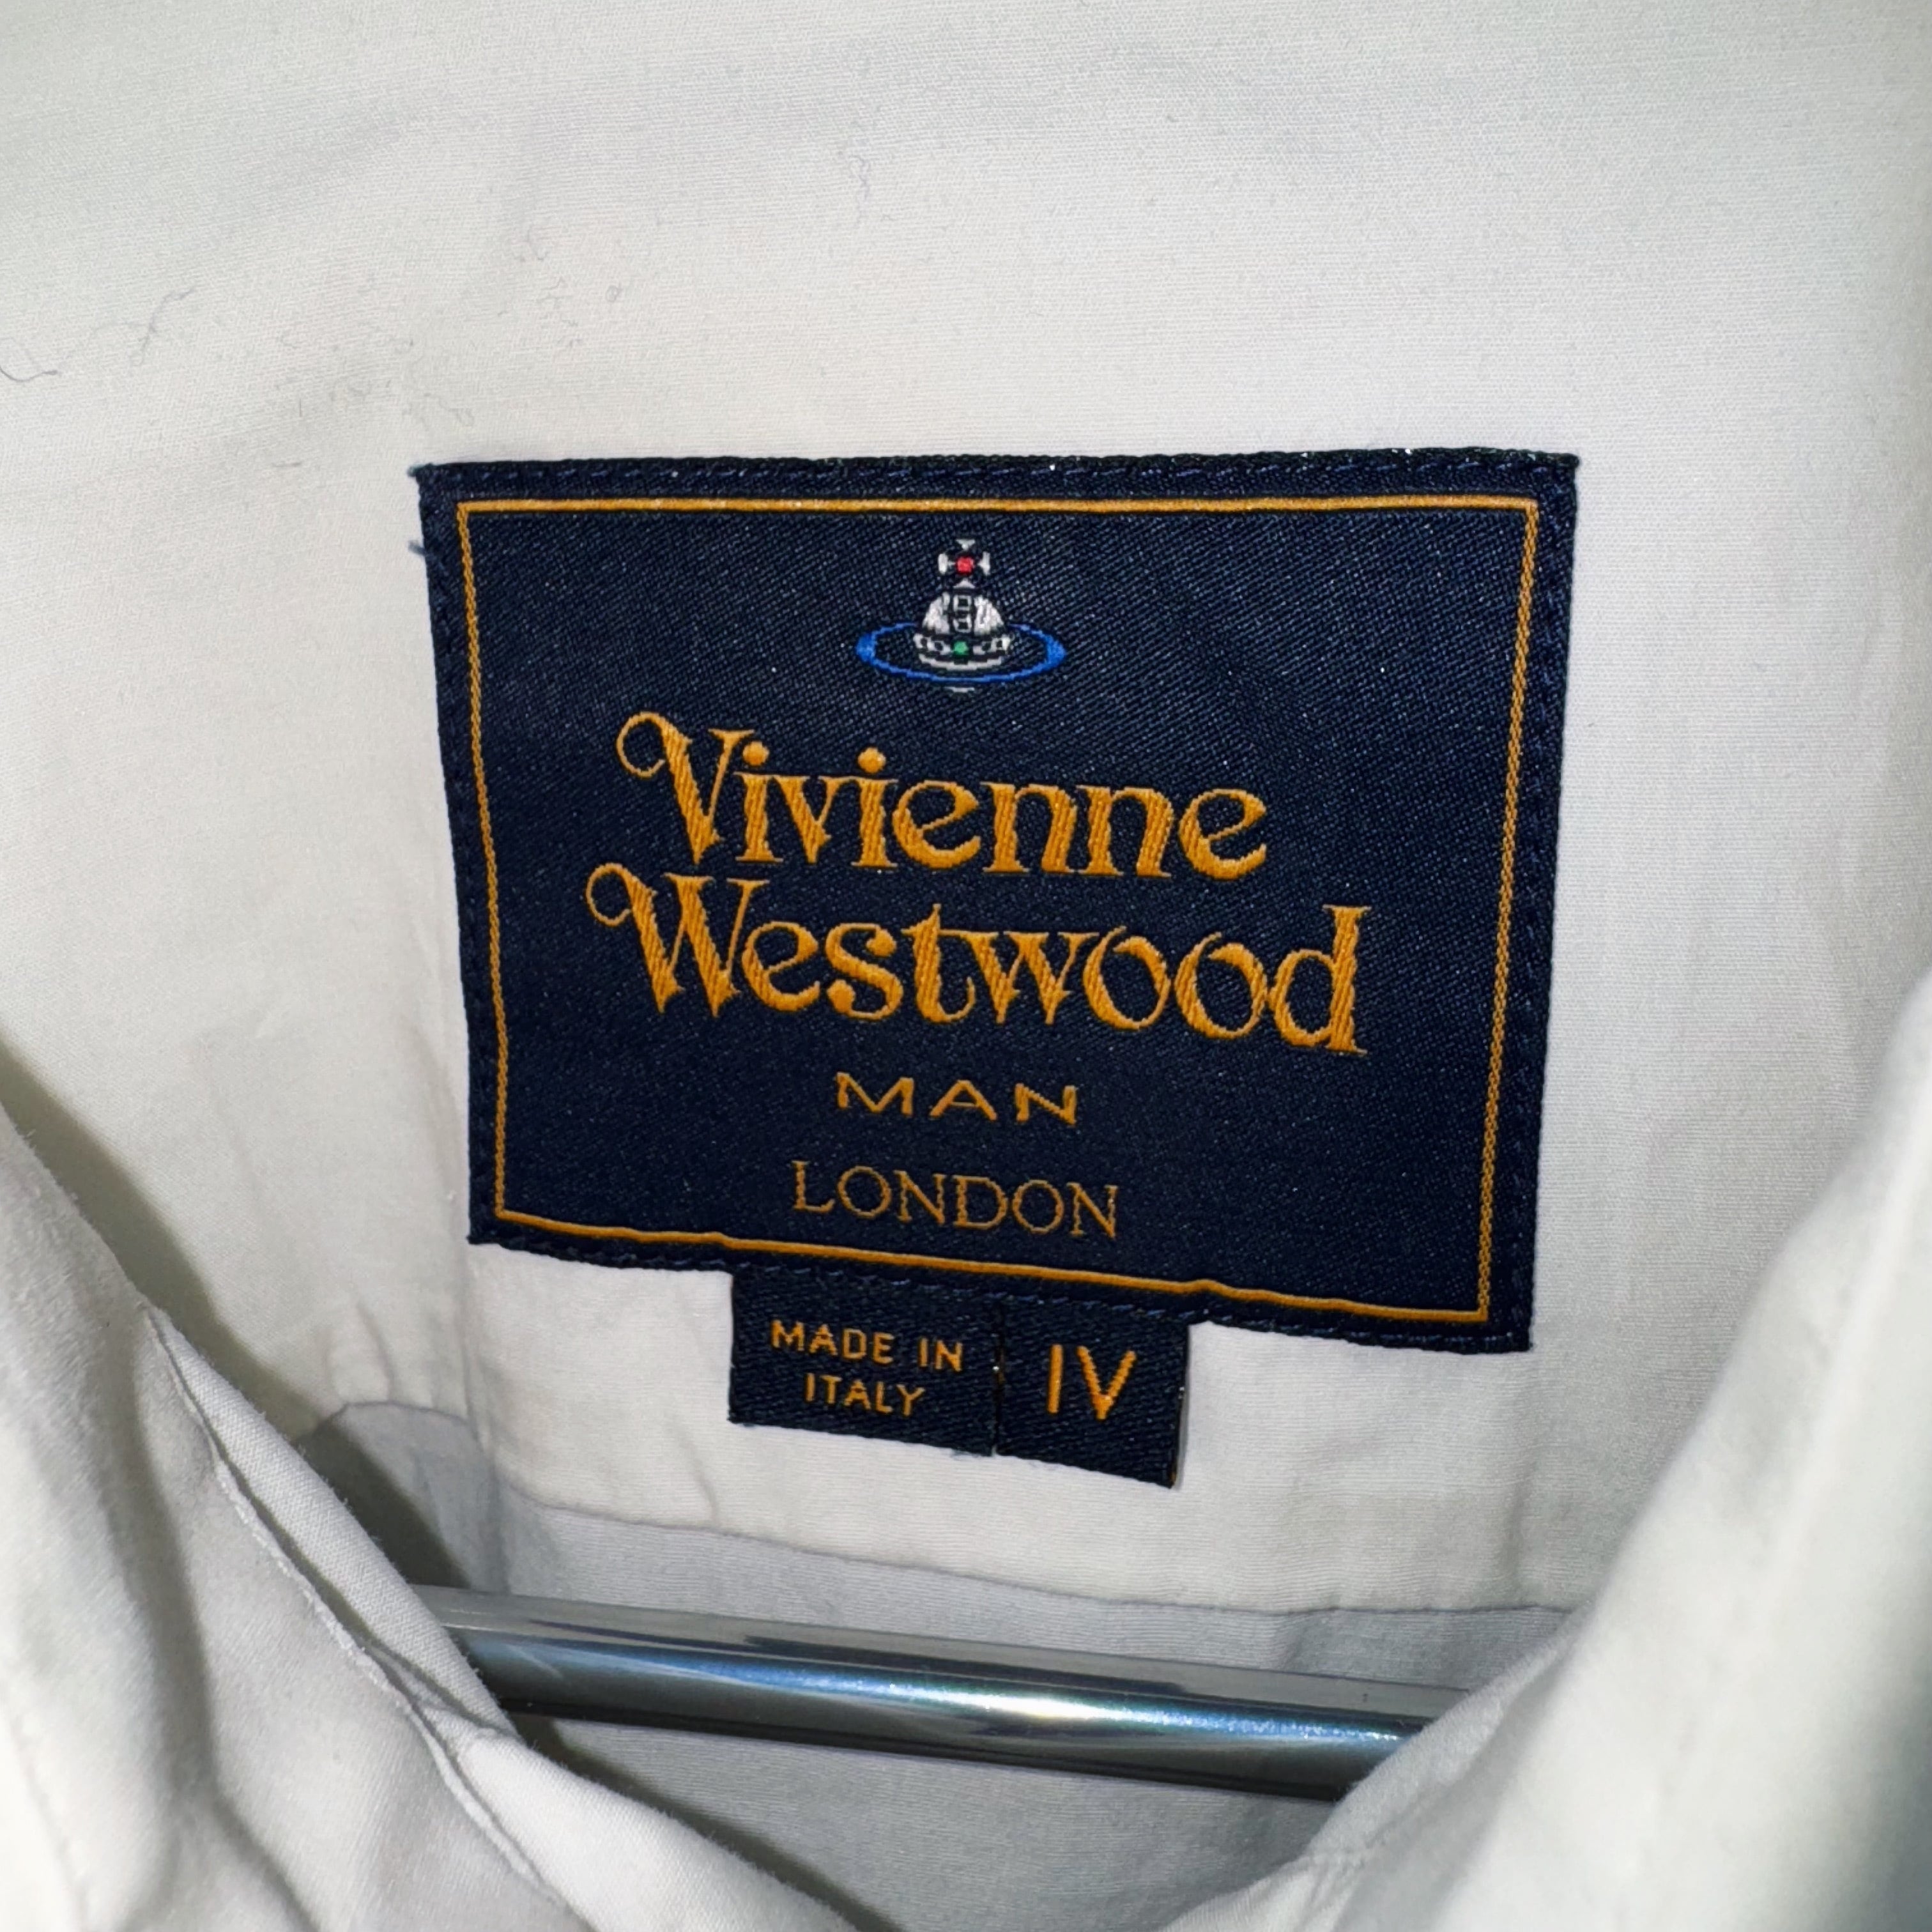 Vivienne
Westwood
MAN
LONDON
MADE IN
ITALY
IV